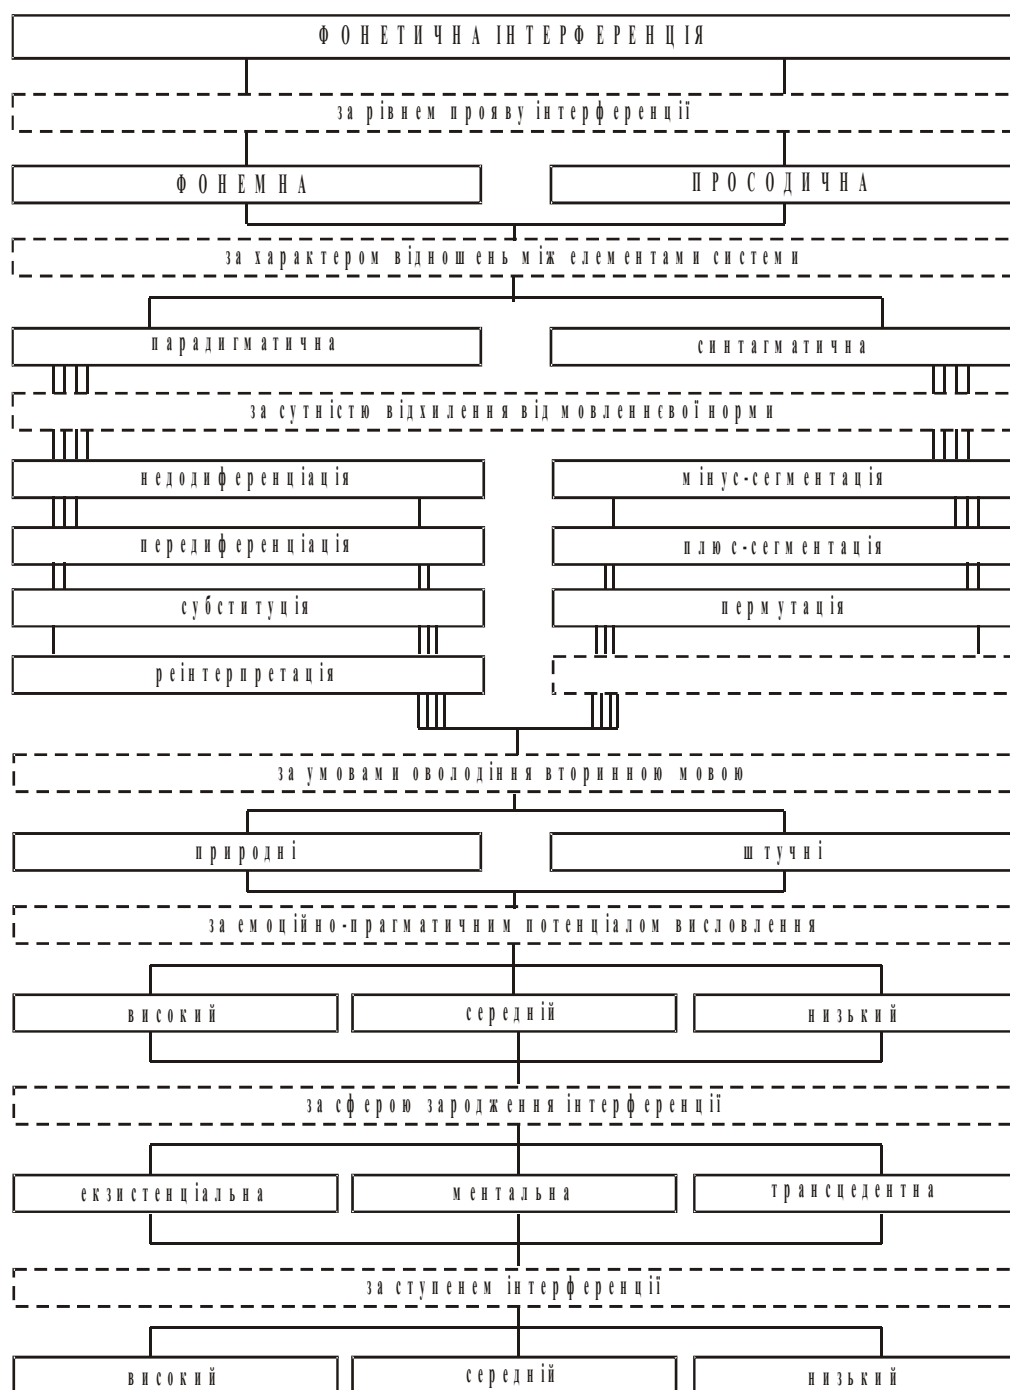 ФОНЕТИЧНА ІНТЕРФЕРЕНЦІЯ
за рівнем прояву інтерференції
ФОНЕМНА
ПРОСОДИЧНА
за характером відношень між елементами системи
парадигматична
синтагматична
за сутністю відхилення від мовленнєвої норми
недодиференціація
мінус-сегментація
передиференціація
плюс-сегментація
субституція
пермутація
реінтерпретація
за умовами оволодіння вторинною мовою
природні
штучні
за емоційно-прагматичним потенціалом висловлення
високий
середній
низький
за сферою зародження інтерференції
екзистенціальна
ментальна
трансцедентна
за ступенем інтерференції
високий
середній
низький